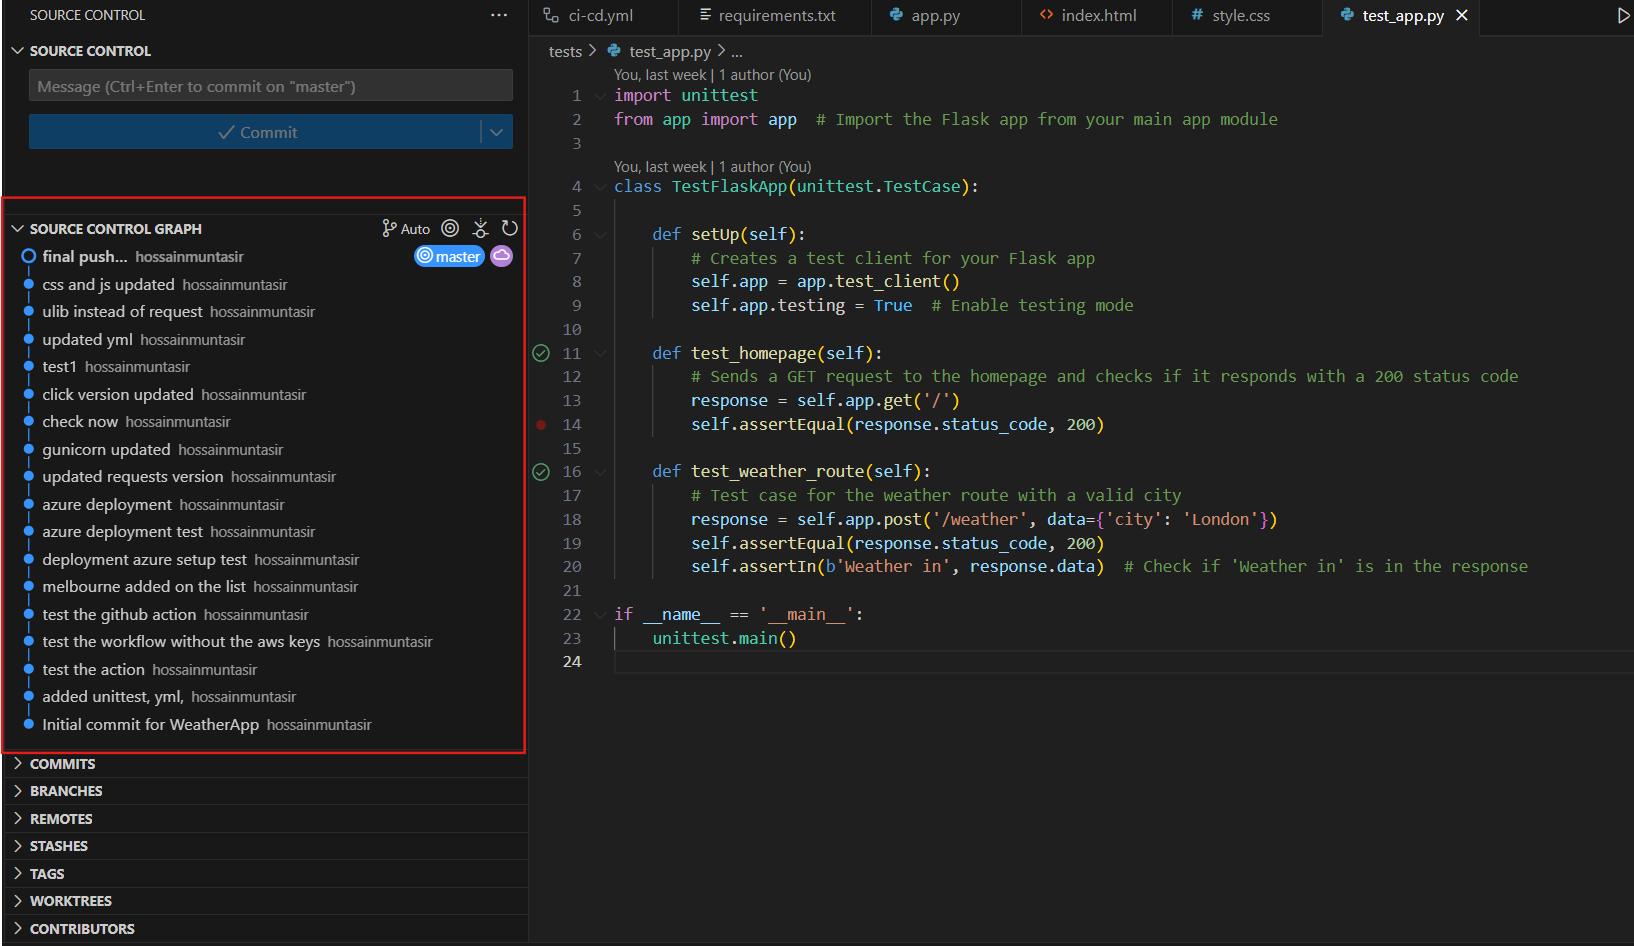 SOURCE CONTROL ···
SOURCE CONTROL
Message (Ctrl+Enter to commit on "master")
Commit
SOURCE CONTROL GRAPH Auto
final push... hossainmuntasir master
css and js updated hossainmuntasir
ulib instead of request hossainmuntasir
updated yml hossainmuntasir
test1 hossainmuntasir
click version updated hossainmuntasir
check now hossainmuntasir
gunicorn updated hossainmuntasir
updated requests version hossainmuntasir
azure deployment hossainmuntasir
azure deployment test hossainmuntasir
deployment azure setup test hossainmuntasir
melbourne added on the list hossainmuntasir
test the github action hossainmuntasir
test the workflow without the aws keys hossainmuntasir
test the action hossainmuntasir
added unittest, yml, hossainmuntasir
Initial commit for WeatherApp hossainmuntasir
COMMITS
BRANCHES
REMOTES
STASHES
TAGS
WORKTREES
CONTRIBUTORS
ci-cd.yml requirements.txt app.py index.html # style.css test_app.py
tests > test_app.py > ...
You, last week | 1 author (You)
1 import unittest
2 from app import app # Import the Flask app from your main app module
3
You, last week | 1 author (You)
4 class TestFlaskApp(unittest.TestCase):
5
6 def setUp(self):
7 # Creates a test client for your Flask app
8 self.app = app.test_client()
9 self.app.testing = True # Enable testing mode
10
11 def test_homepage(self):
12 # Sends a GET request to the homepage and checks if it responds with a 200 status code
13 response = self.app.get('/')
14 self.assertEqual(response.status_code, 200)
15
16 def test_weather_route(self):
17 # Test case for the weather route with a valid city
18 response = self.app.post('/weather', data={'city': 'London'})
19 self.assertEqual(response.status_code, 200)
20 self.assertIn(b'Weather in', response.data) # Check if 'Weather in' is in the response
21
22 if __name__ == '__main__':
23 unittest.main()
24